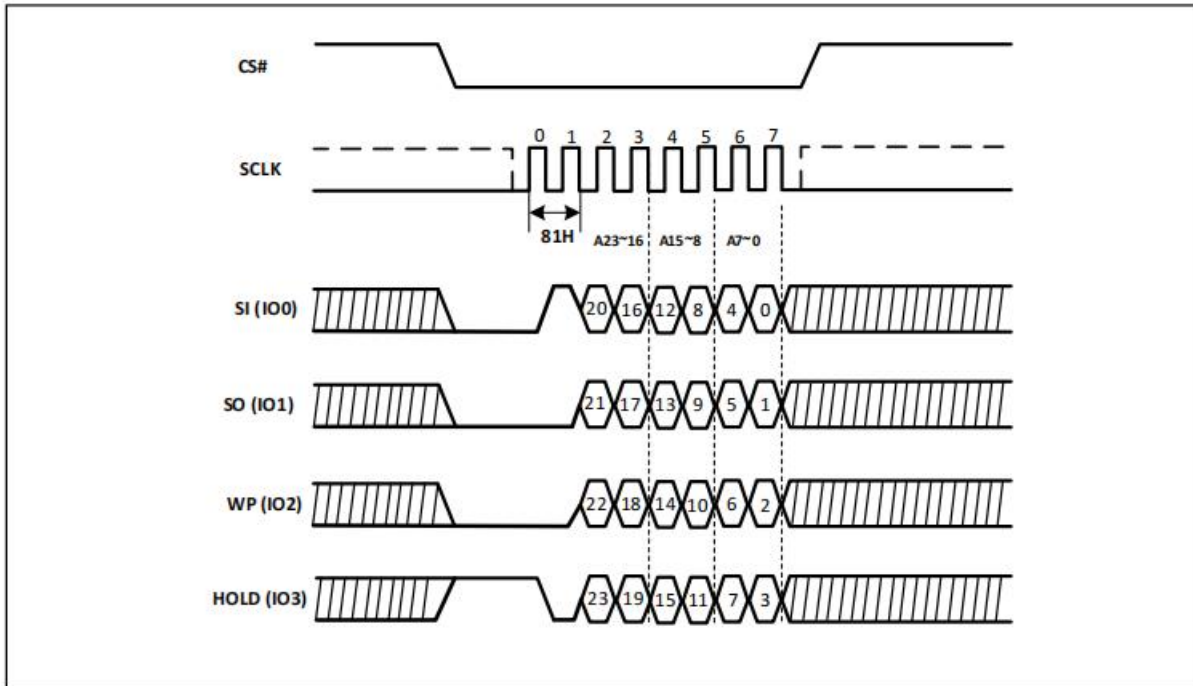 CS#
0 1 2 3 4 5 6 7
SCLK
81H A23~16 A15~8 A7~0
SI (IO0) 20 16 12 8 4 0
SO (IO1) 21 17 13 9 5 1
WP (IO2) 22 18 14 10 6 2
HOLD (IO3) 23 19 15 11 7 3